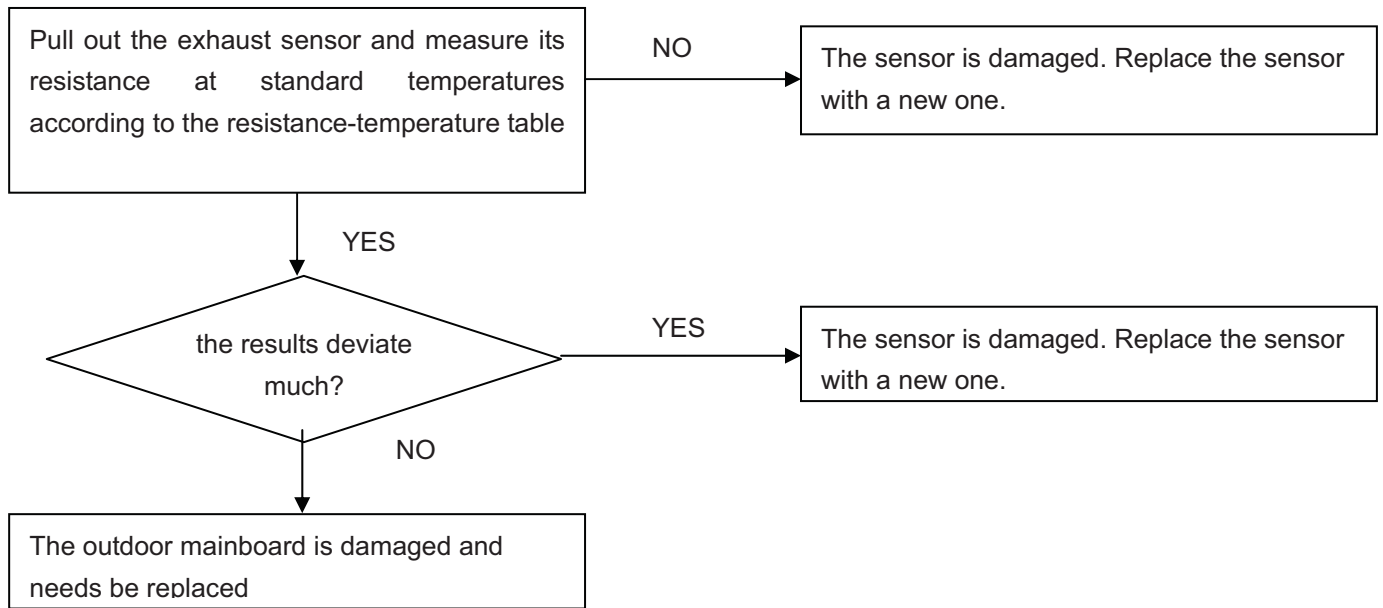 Pull out the exhaust sensor and measure its
resistance at standard temperatures
according to the resistance-temperature table
NO
The sensor is damaged. Replace the sensor
with a new one.
YES
the results deviate
much?
YES
The sensor is damaged. Replace the sensor
with a new one.
NO
The outdoor mainboard is damaged and
needs be replaced